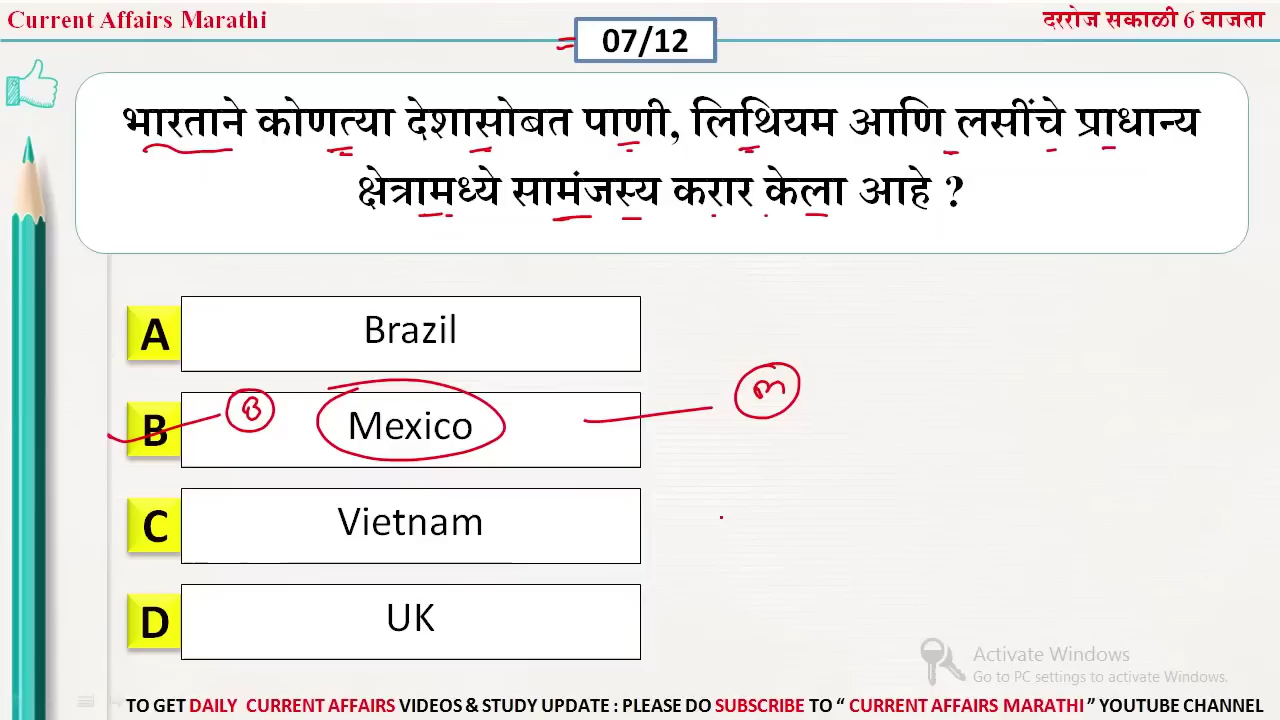 Current Affairs Marathi
दररोज सकाळी 6 वाजता
07/12
भारताने कोणत्या देशासोबत पाणी, लिथियम आणि लसींचे प्राधान्य
क्षेत्रामध्ये सामंजस्य करार केला आहे ?
A Brazil
B Mexico
C Vietnam
D UK
Activate Windows
Go to PC settings to activate Windows.
TO GET DAILY CURRENT AFFAIRS VIDEOS & STUDY UPDATE : PLEASE DO SUBSCRIBE TO “ CURRENT AFFAIRS MARATHI ” YOUTUBE CHANNEL